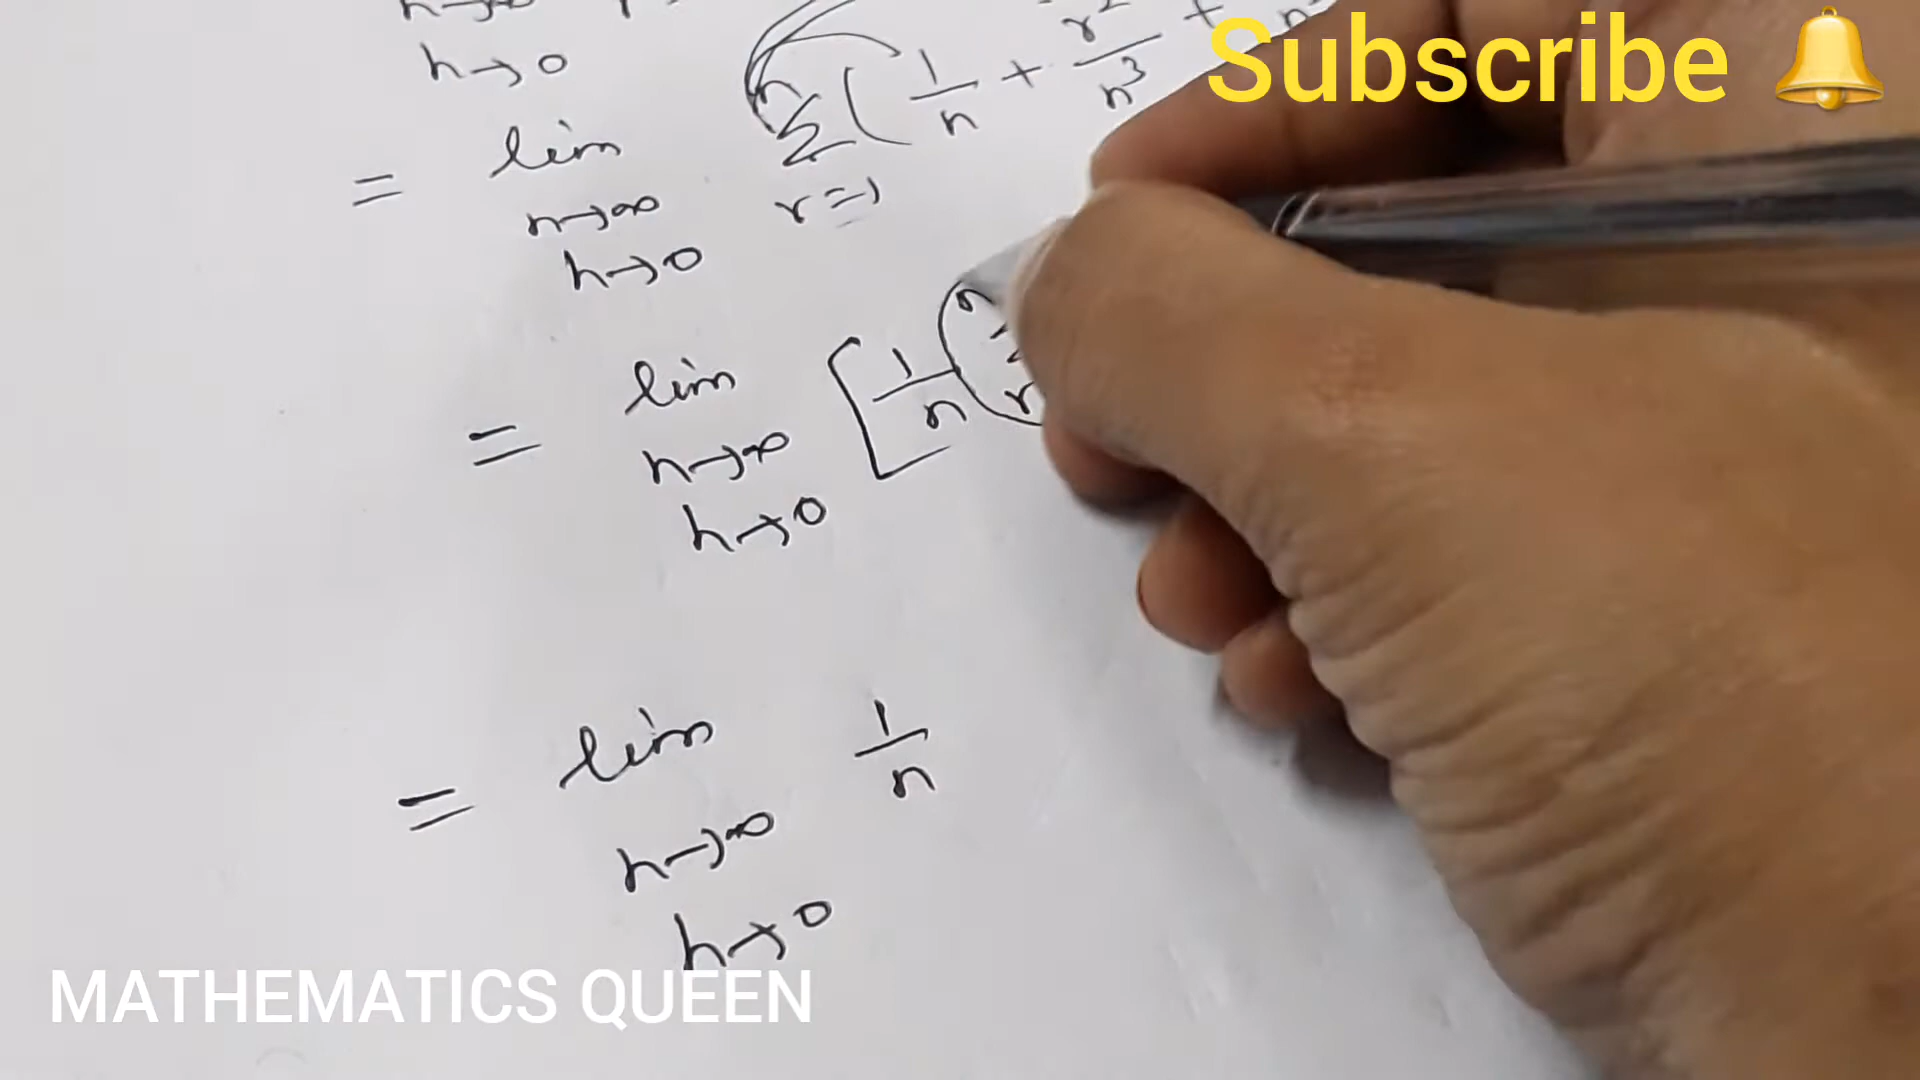 Subscribe 🔔
h→0
= lim n Σ ( 1/n + r²/n³ +
n→∞ r=1
h→0
= lim [ 1/n n
n→∞ r
h→0
= lim 1/n
n→∞
h→0
MATHEMATICS QUEEN